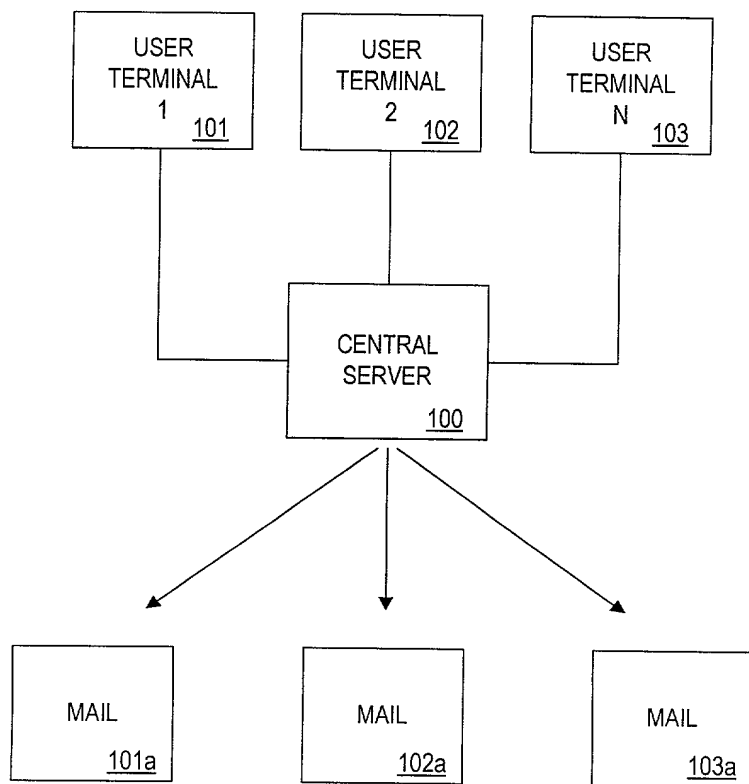 USER
TERMINAL
1
101
USER
TERMINAL
2
102
USER
TERMINAL
N
103
CENTRAL
SERVER
100
MAIL
101a
MAIL
102a
MAIL
103a